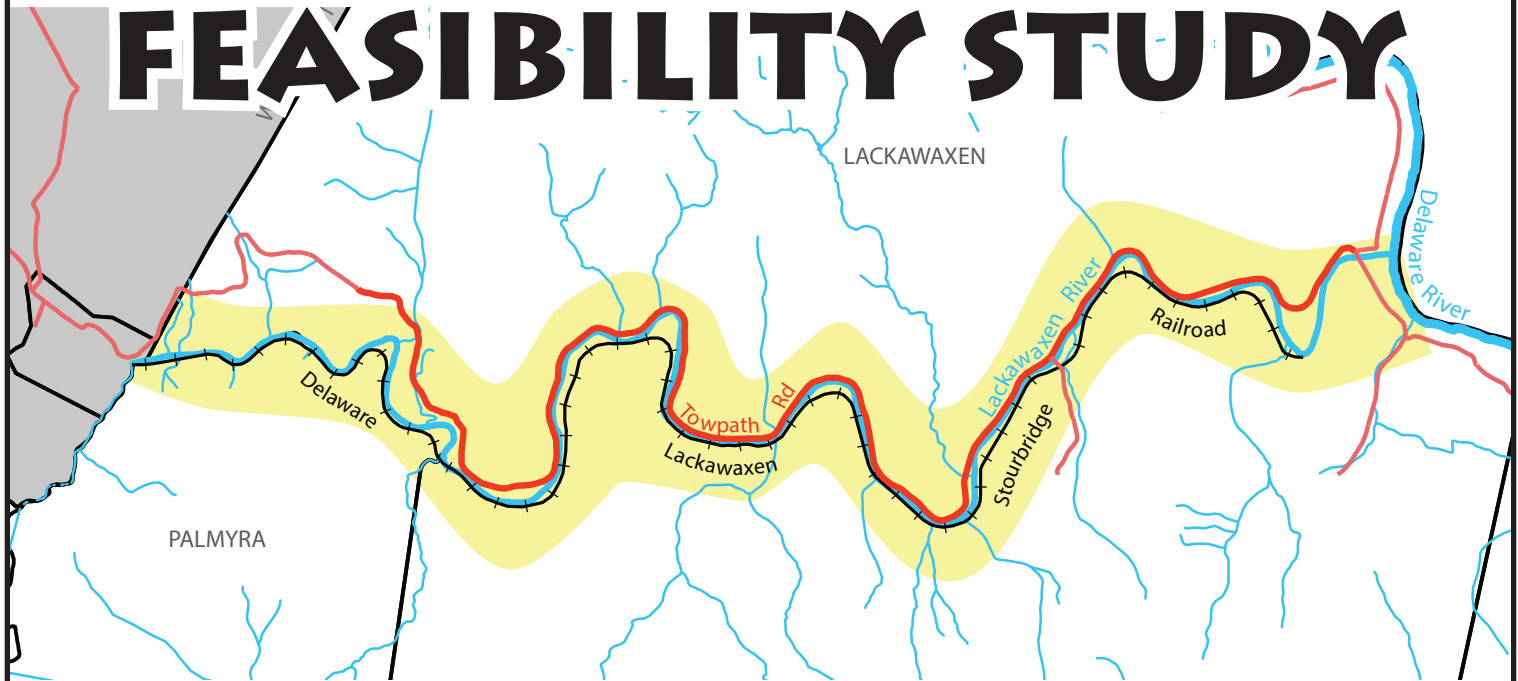 FEASIBILITY STUDY
LACKAWAXEN
Delaware River
Lackawaxen River
Railroad
Delaware
Towpath Rd
Lackawaxen
Stourbridge
PALMYRA